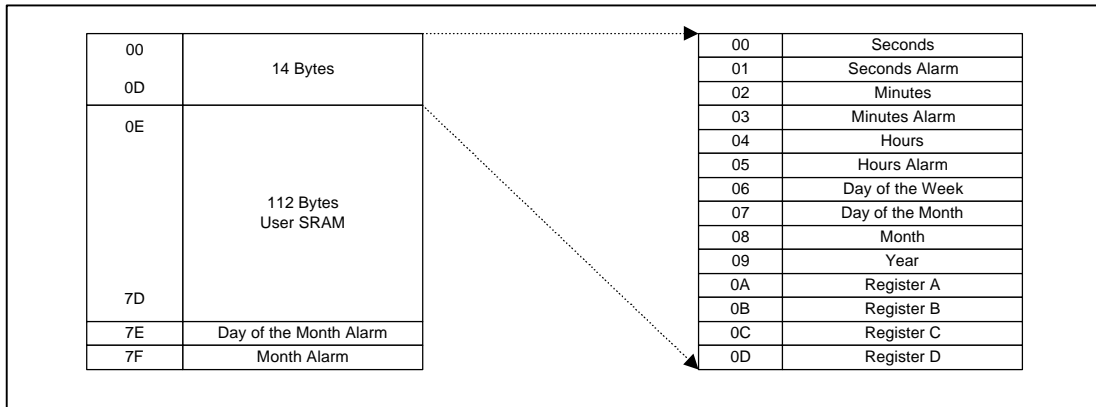 00
14 Bytes
0D
0E
112 Bytes
User SRAM
7D
7E Day of the Month Alarm
7F Month Alarm
00 Seconds
01 Seconds Alarm
02 Minutes
03 Minutes Alarm
04 Hours
05 Hours Alarm
06 Day of the Week
07 Day of the Month
08 Month
09 Year
0A Register A
0B Register B
0C Register C
0D Register D